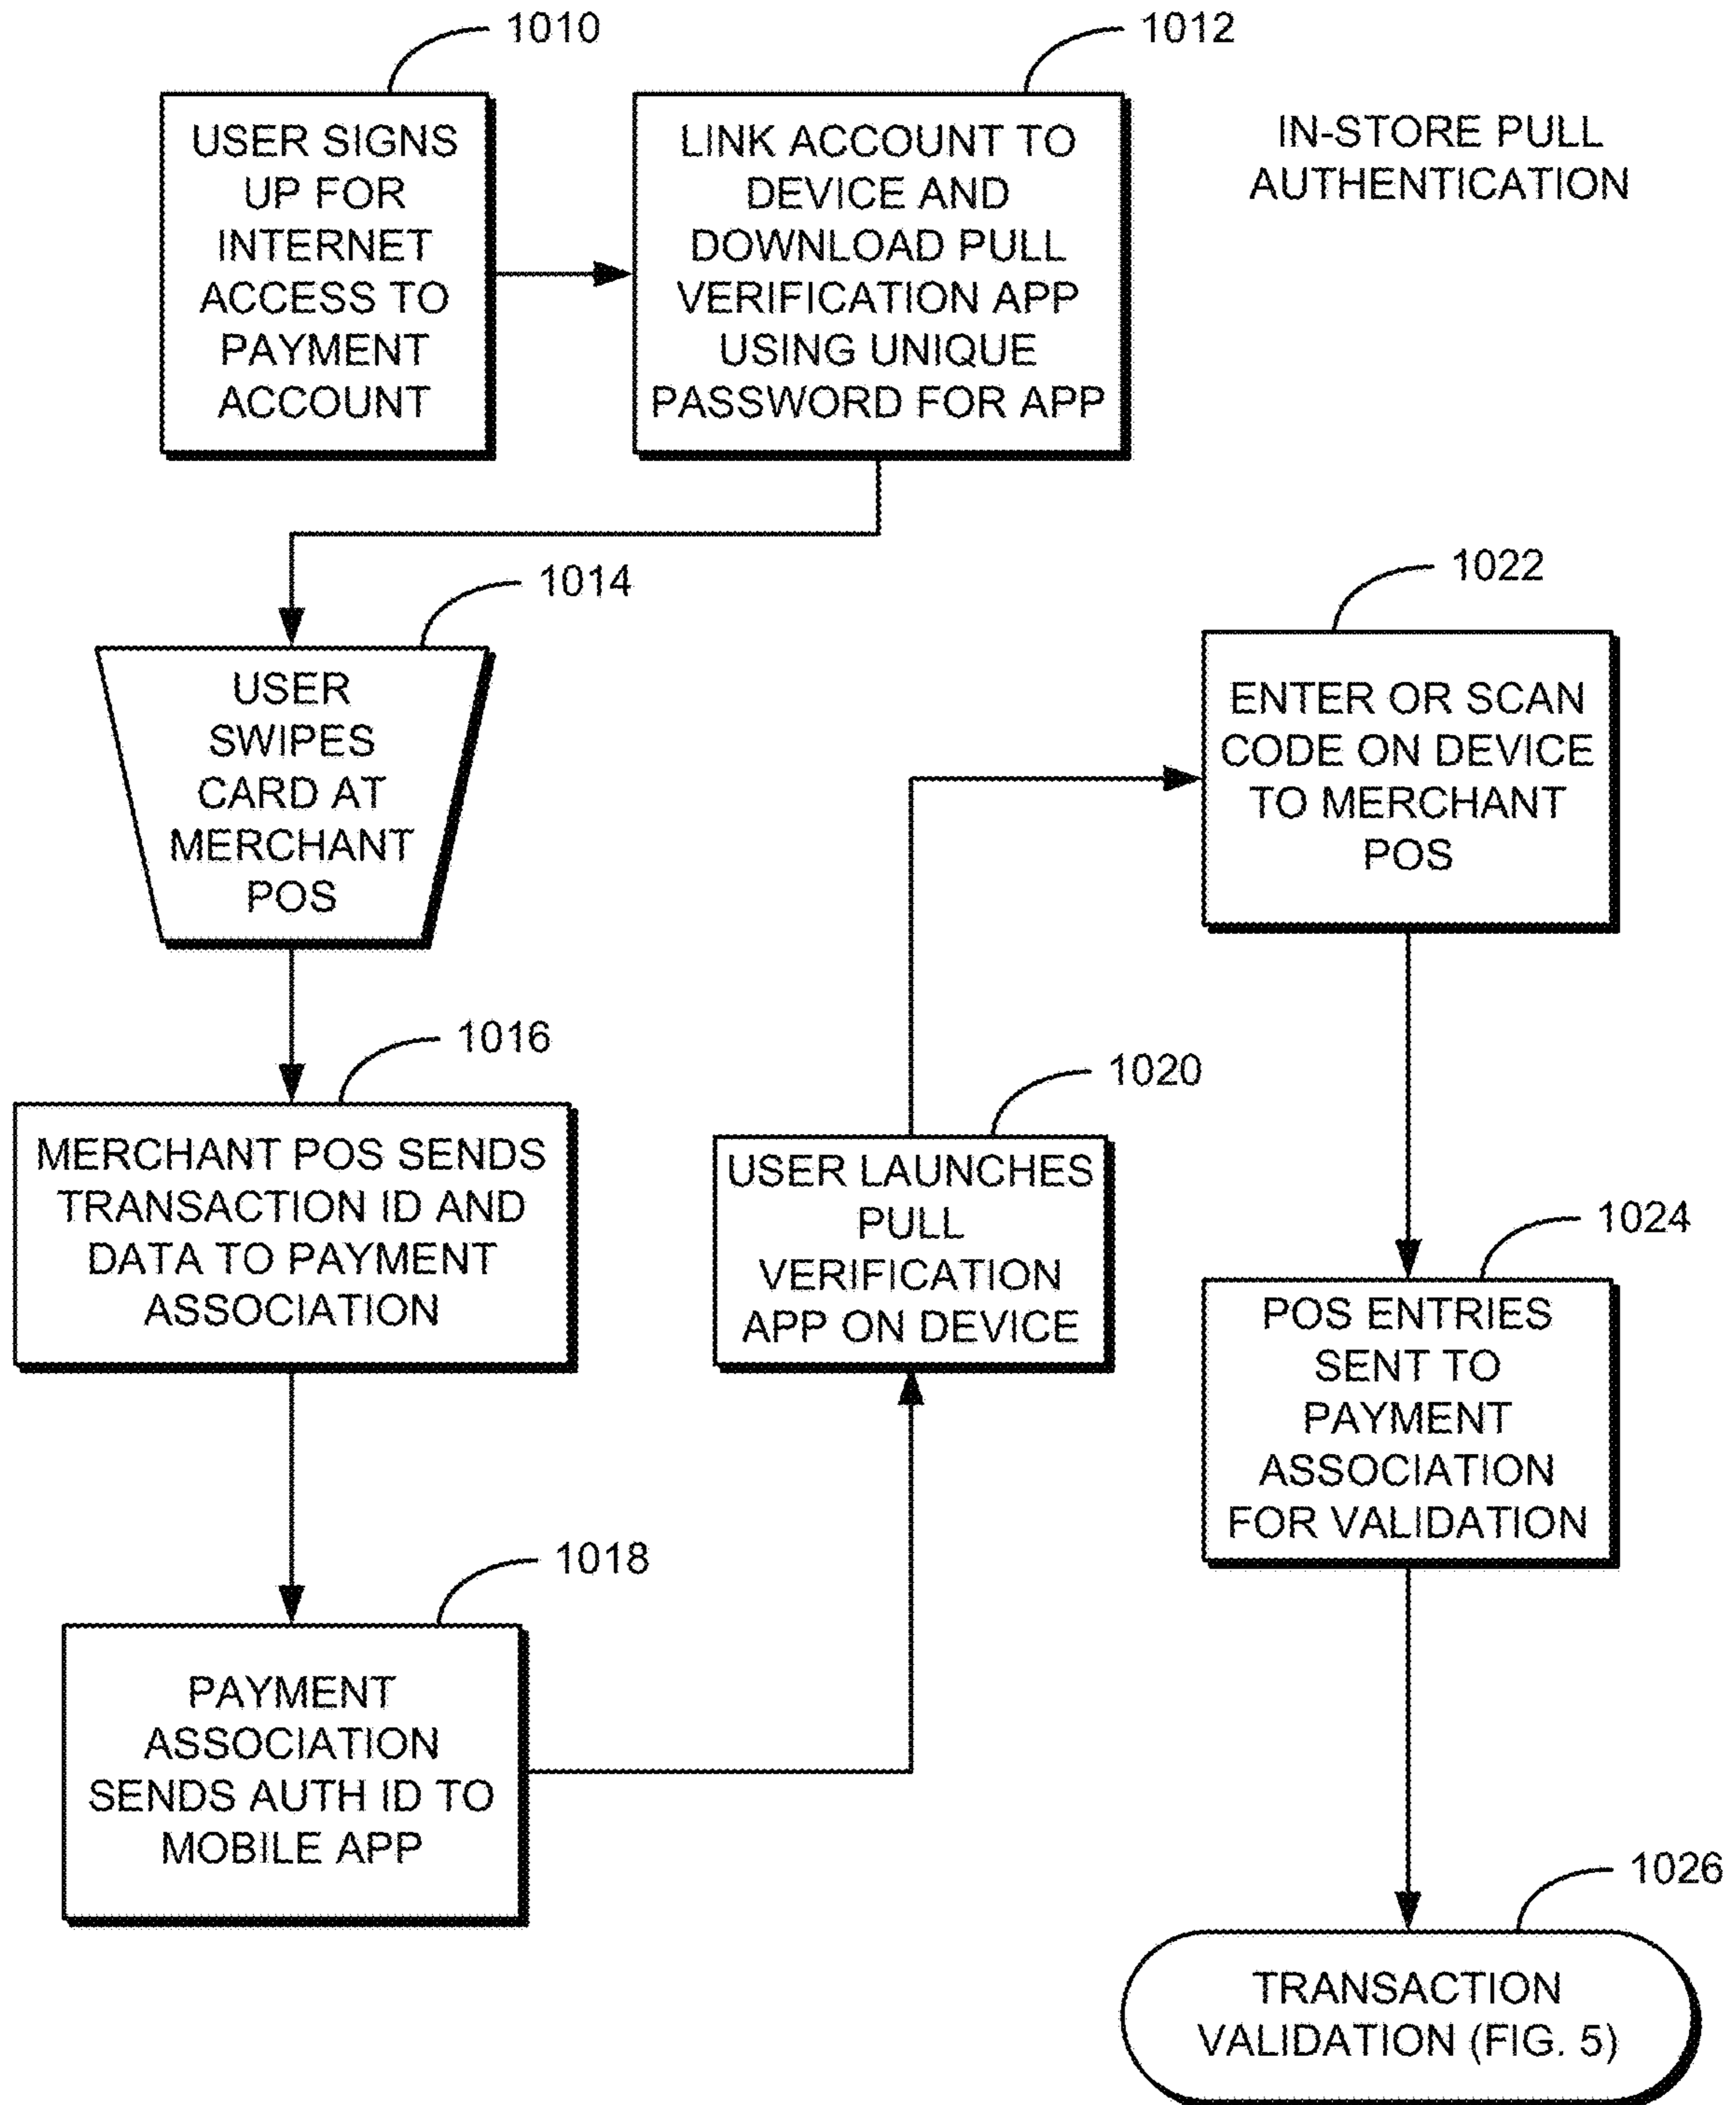 1010
USER SIGNS
UP FOR
INTERNET
ACCESS TO
PAYMENT
ACCOUNT
1012
LINK ACCOUNT TO
DEVICE AND
DOWNLOAD PULL
VERIFICATION APP
USING UNIQUE
PASSWORD FOR APP
IN-STORE PULL
AUTHENTICATION
1014
USER
SWIPES
CARD AT
MERCHANT
POS
1016
MERCHANT POS SENDS
TRANSACTION ID AND
DATA TO PAYMENT
ASSOCIATION
1018
PAYMENT
ASSOCIATION
SENDS AUTH ID TO
MOBILE APP
1020
USER LAUNCHES
PULL
VERIFICATION
APP ON DEVICE
1022
ENTER OR SCAN
CODE ON DEVICE
TO MERCHANT
POS
1024
POS ENTRIES
SENT TO
PAYMENT
ASSOCIATION
FOR VALIDATION
1026
TRANSACTION
VALIDATION (FIG. 5)